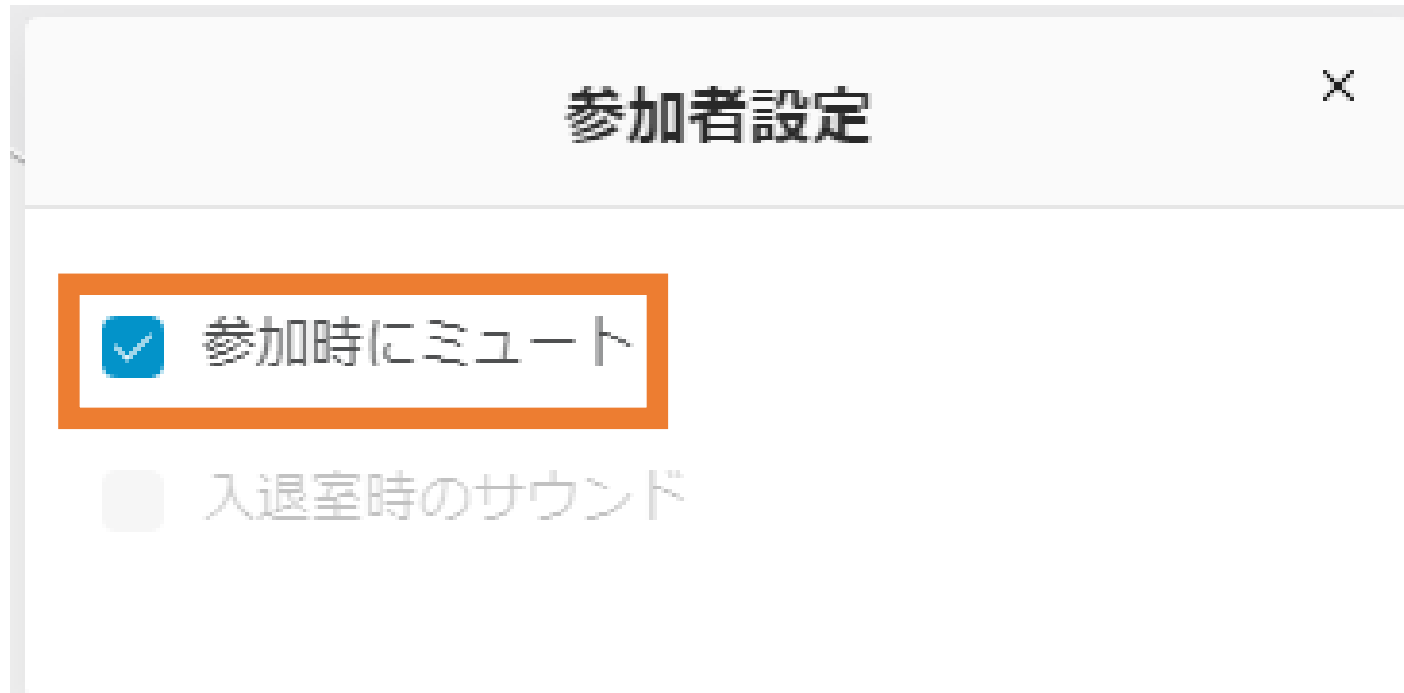 参加者設定
参加時にミュート
入退室時のサウンド